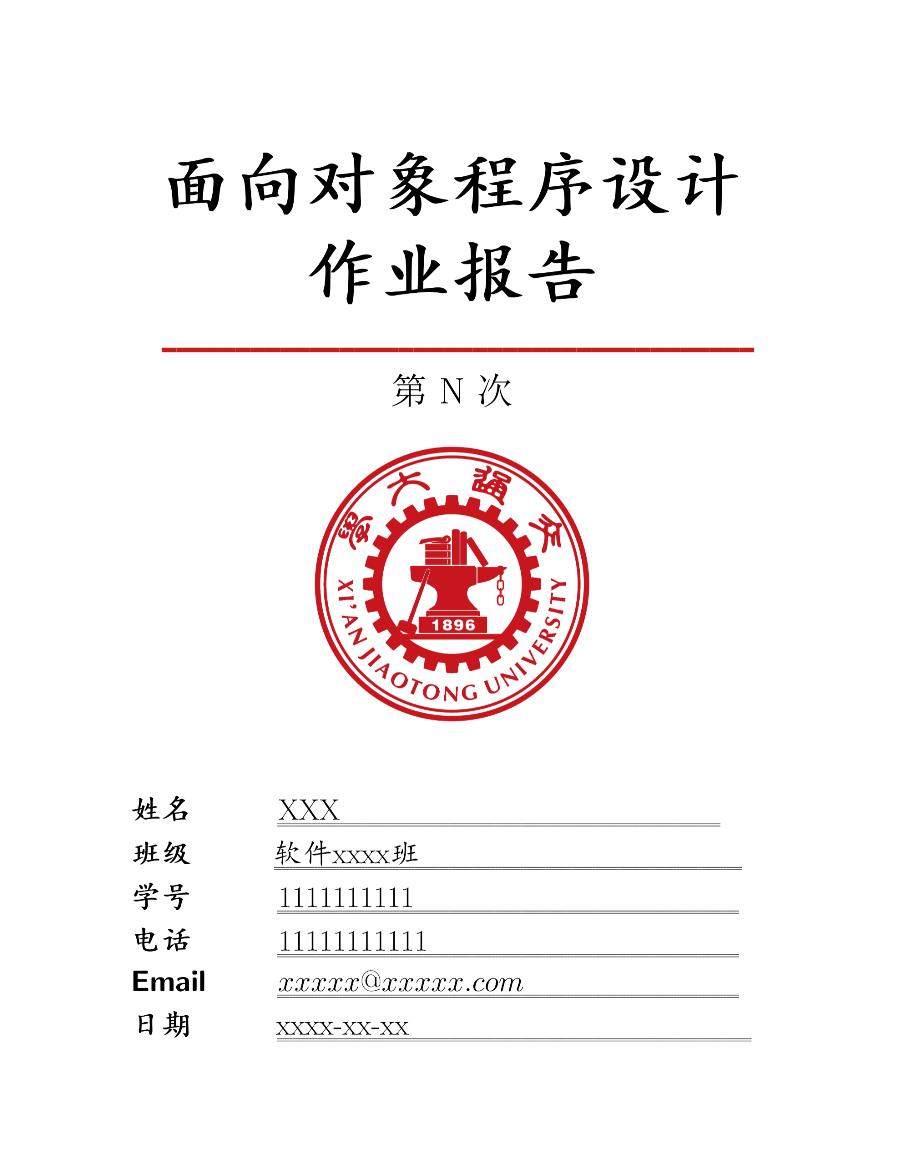 面向对象程序设计
作业报告
第 N 次
交通大學
XI'AN JIAOTONG UNIVERSITY
1896
姓名 XXX
班级 软件xxxx班
学号 1111111111
电话 11111111111
Email xxxxx@xxxxx.com
日期 xxxx-xx-xx